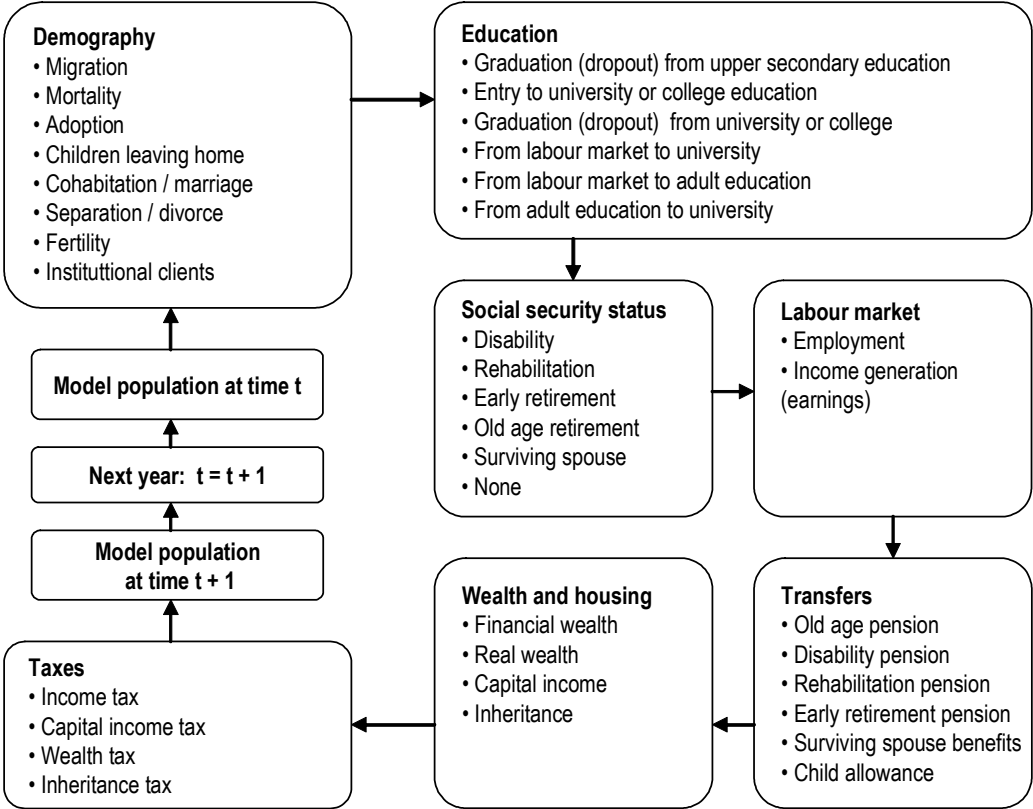 Demography
• Migration
• Mortality
• Adoption
• Children leaving home
• Cohabitation / marriage
• Separation / divorce
• Fertility
• Instituttional clients
Education
• Graduation (dropout) from upper secondary education
• Entry to university or college education
• Graduation (dropout)  from university or college
• From labour market to university
• From labour market to adult education
• From adult education to university
Social security status
• Disability
• Rehabilitation
• Early retirement
• Old age retirement
• Surviving spouse
• None
Labour market
• Employment
• Income generation
(earnings)
Model population at time t
Next year:  t = t + 1
Model population
at time t + 1
Taxes
• Income tax
• Capital income tax
• Wealth tax
• Inheritance tax
Wealth and housing
• Financial wealth
• Real wealth
• Capital income
• Inheritance
Transfers
• Old age pension
• Disability pension
• Rehabilitation pension
• Early retirement pension
• Surviving spouse benefits
• Child allowance